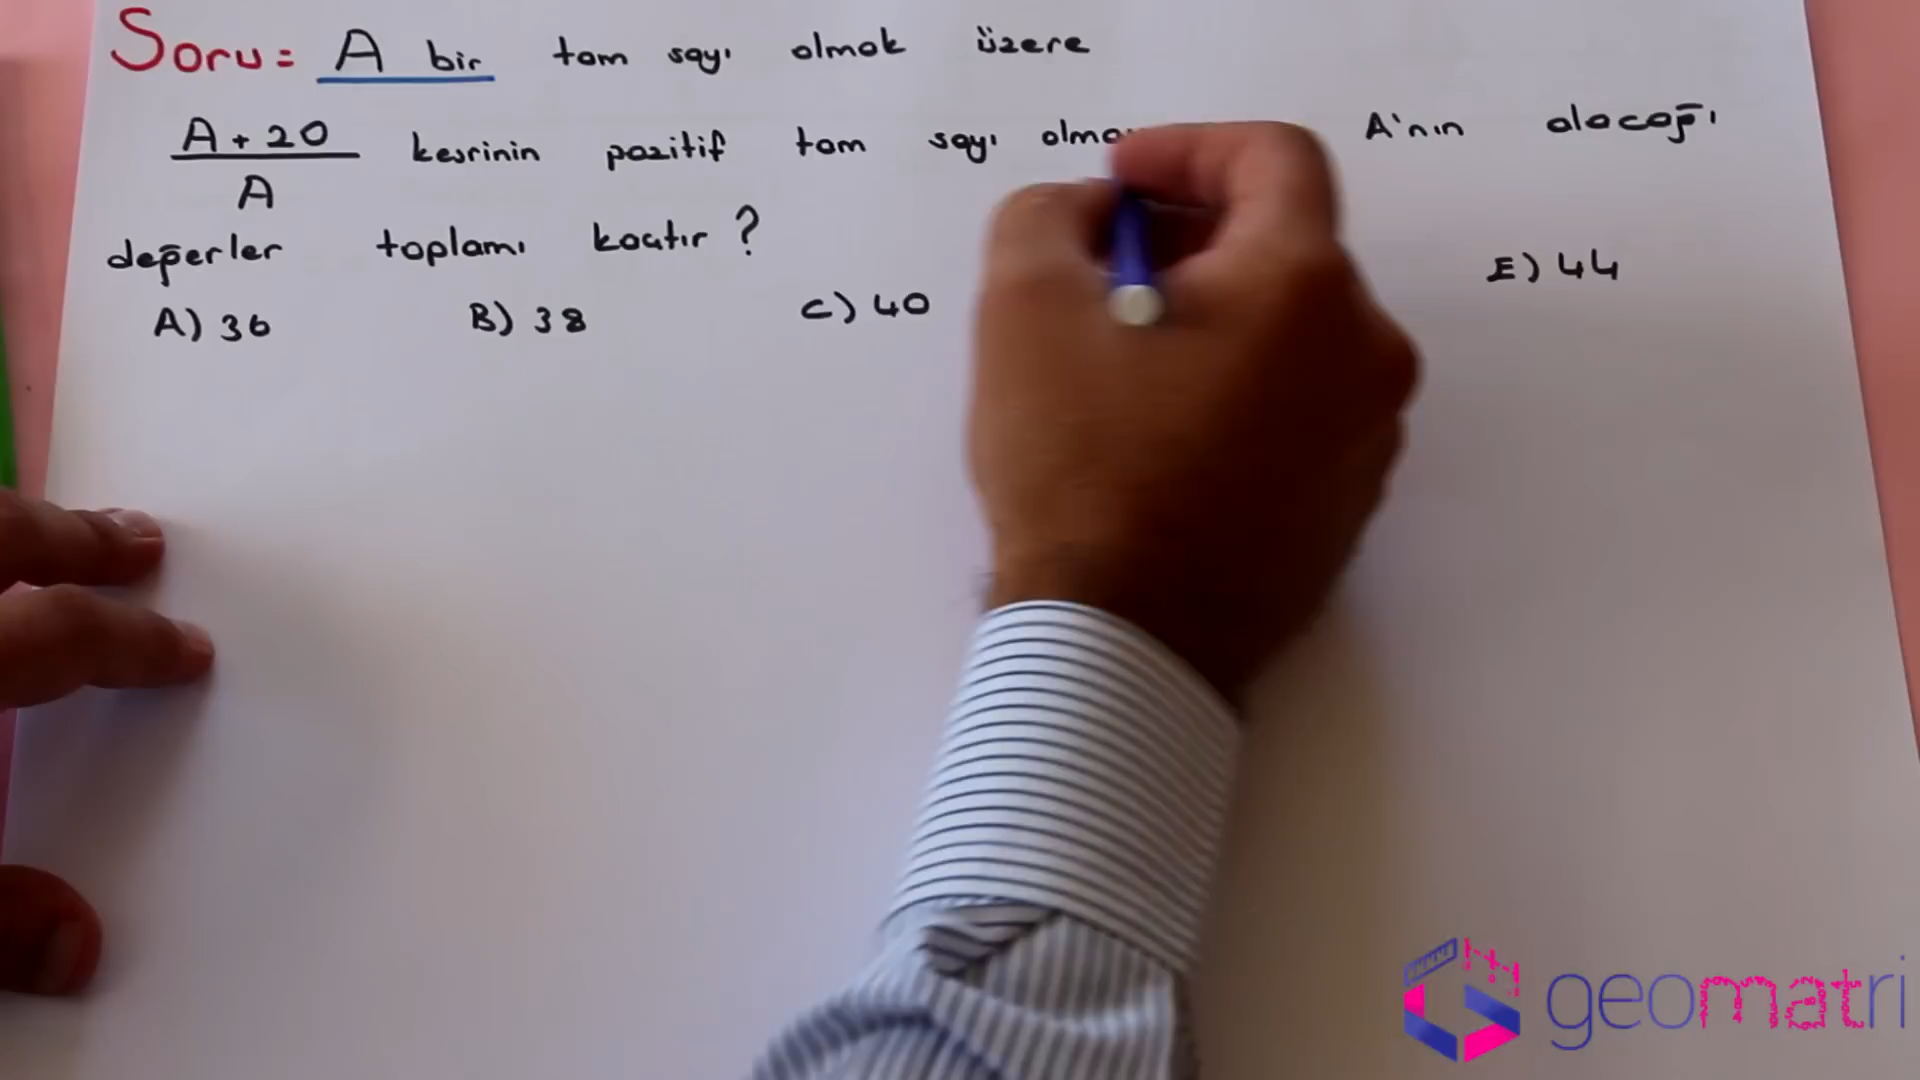 Soru= A bir tam sayı olmak üzere
A+20
A
kesrinin pozitif tam sayı A'nın alacağı
değerler toplamı kaçtır ?
A) 36 B) 38 C) 40 E) 44
geomatri